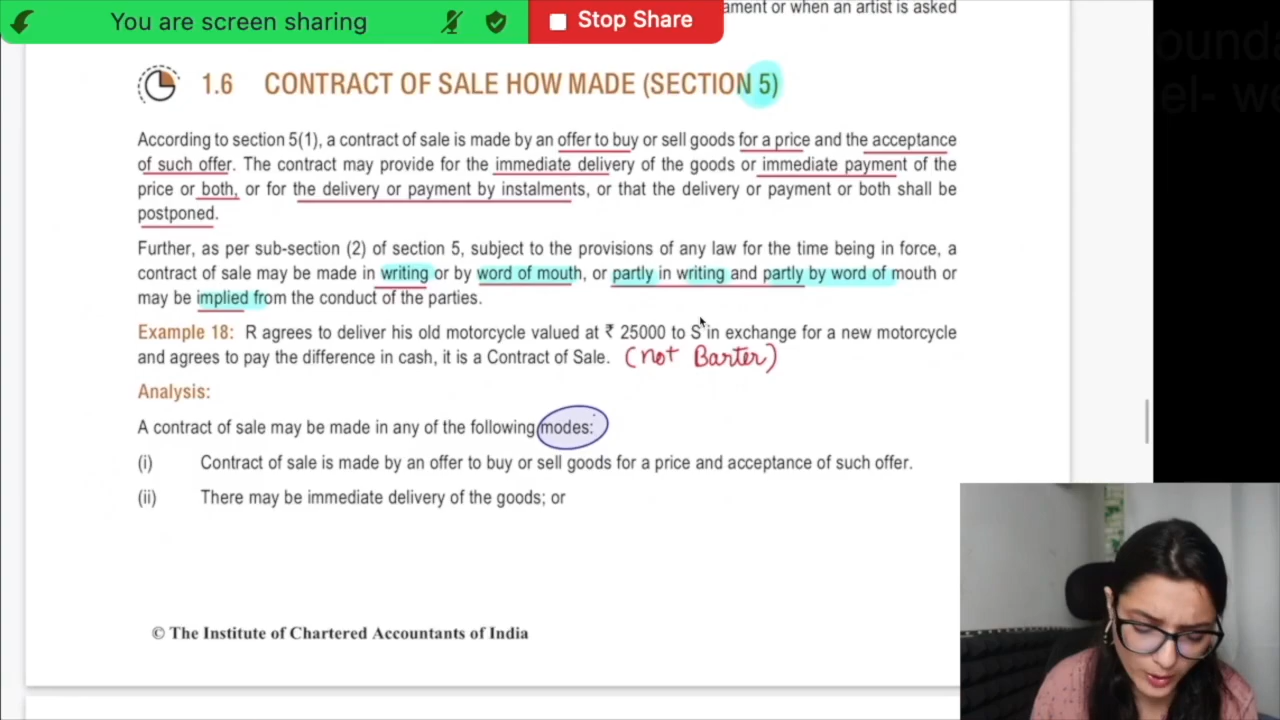 You are screen sharing
Stop Share
ament or when an artist is asked
1.6 CONTRACT OF SALE HOW MADE (SECTION 5)
According to section 5(1), a contract of sale is made by an offer to buy or sell goods for a price and the acceptance
of such offer. The contract may provide for the immediate delivery of the goods or immediate payment of the
price or both, or for the delivery or payment by instalments, or that the delivery or payment or both shall be
postponed.
Further, as per sub-section (2) of section 5, subject to the provisions of any law for the time being in force, a
contract of sale may be made in writing or by word of mouth, or partly in writing and partly by word of mouth or
may be implied from the conduct of the parties.
Example 18: R agrees to deliver his old motorcycle valued at ₹ 25000 to S in exchange for a new motorcycle
and agrees to pay the difference in cash, it is a Contract of Sale. (not Barter)
Analysis:
A contract of sale may be made in any of the following modes:
(i) Contract of sale is made by an offer to buy or sell goods for a price and acceptance of such offer.
(ii) There may be immediate delivery of the goods; or
© The Institute of Chartered Accountants of India